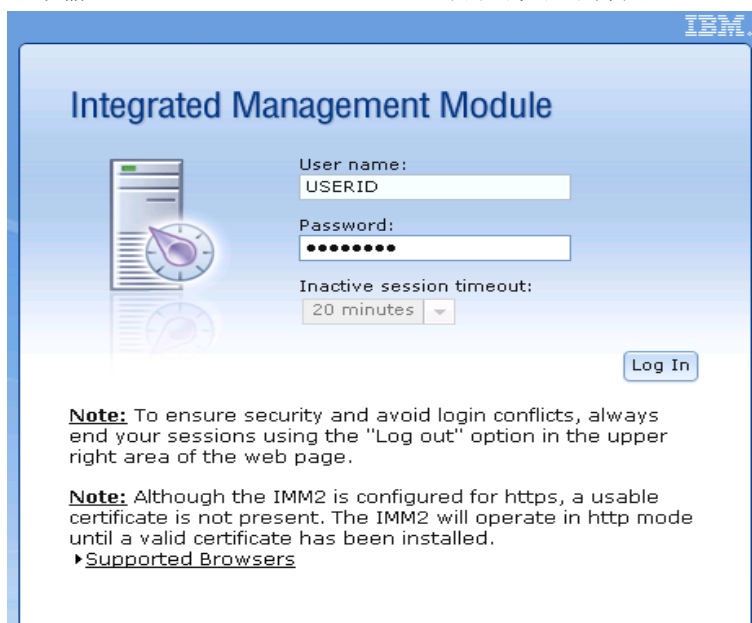 IBM.
Integrated Management Module
User name:
USERID
Password:
••••••••
Inactive session timeout:
20 minutes
Log In
Note: To ensure security and avoid login conflicts, always
end your sessions using the "Log out" option in the upper
right area of the web page.
Note: Although the IMM2 is configured for https, a usable
certificate is not present. The IMM2 will operate in http mode
until a valid certificate has been installed.
Supported Browsers